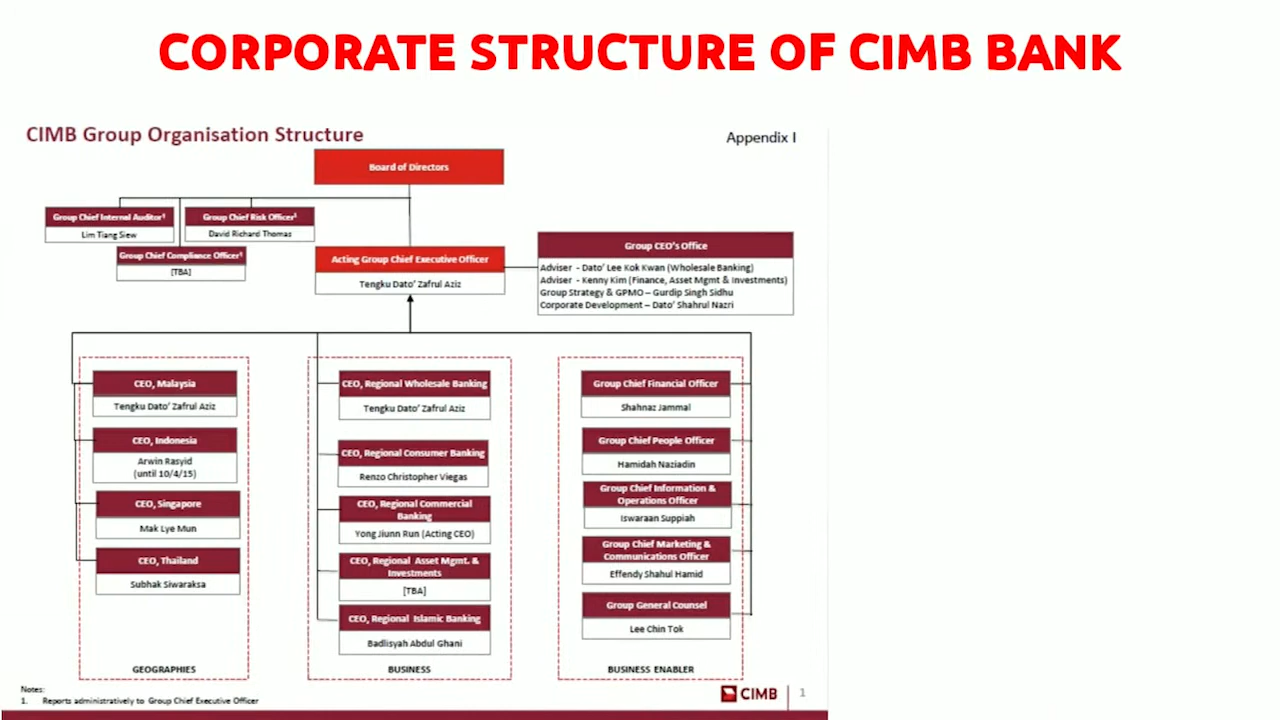 CORPORATE STRUCTURE OF CIMB BANK
CIMB Group Organisation Structure
Appendix I
Board of Directors
Group Chief Internal Auditor¹
Lim Tiang Siew
Group Chief Risk Officer¹
David Richard Thomas
Group Chief Compliance Officer¹
[TBA]
Acting Group Chief Executive Officer
Tengku Dato' Zafrul Aziz
Group CEO's Office
Adviser - Dato' Lee Kok Kwan (Wholesale Banking)
Adviser - Kenny Kim (Finance, Asset Mgmt & Investments)
Group Strategy & GPMO – Gurdip Singh Sidhu
Corporate Development – Dato' Shahrul Nazri
CEO, Malaysia
Tengku Dato' Zafrul Aziz
CEO, Indonesia
Arwin Rasyid
(until 10/4/15)
CEO, Singapore
Mak Lye Mun
CEO, Thailand
Subhak Siwaraksa
GEOGRAPHIES
CEO, Regional Wholesale Banking
Tengku Dato' Zafrul Aziz
CEO, Regional Consumer Banking
Renzo Christopher Viegas
CEO, Regional Commercial
Banking
Yong Jiunn Run (Acting CEO)
CEO, Regional Asset Mgmt. &
Investments
[TBA]
CEO, Regional Islamic Banking
Badlisyah Abdul Ghani
BUSINESS
Group Chief Financial Officer
Shahnaz Jammal
Group Chief People Officer
Hamidah Naziadin
Group Chief Information &
Operations Officer
Iswaraan Suppiah
Group Chief Marketing &
Communications Officer
Effendy Shahul Hamid
Group General Counsel
Lee Chin Tok
BUSINESS ENABLER
Notes:
1. Reports administratively to Group Chief Executive Officer
CIMB
1